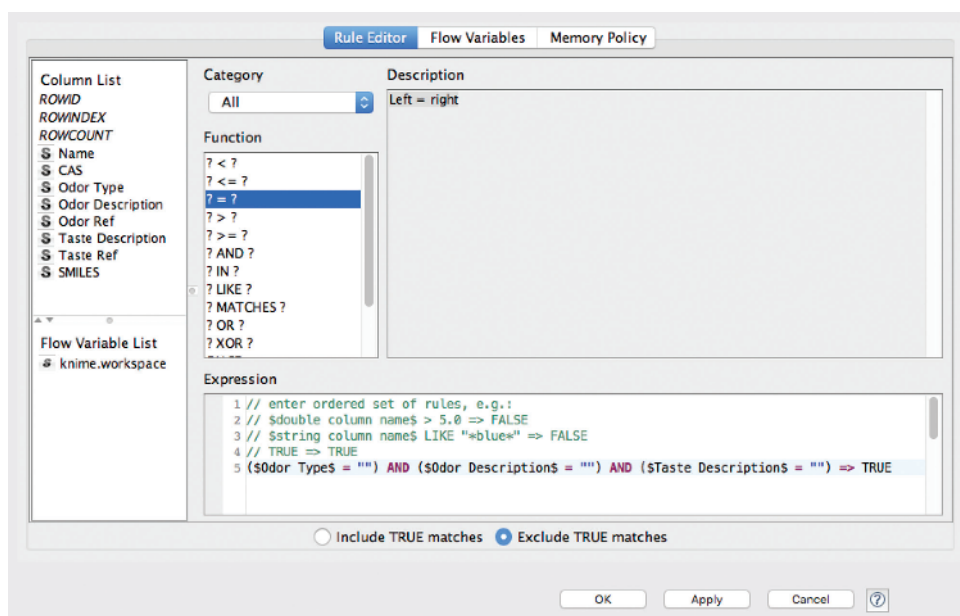 Rule Editor Flow Variables Memory Policy
Column List
ROWID
ROWINDEX
ROWCOUNT
S Name
S CAS
S Odor Type
S Odor Description
S Odor Ref
S Taste Description
S Taste Ref
S SMILES
Flow Variable List
s knime.workspace
Category
All
Function
? < ?
? <= ?
? = ?
? > ?
? >= ?
? AND ?
? IN ?
? LIKE ?
? MATCHES ?
? OR ?
? XOR ?
Description
Left = right
Expression
1 // enter ordered set of rules, e.g.:
2 // $double column name$ > 5.0 => FALSE
3 // $string column name$ LIKE "*blue*" => FALSE
4 // TRUE => TRUE
5 ($Odor Type$ = "") AND ($Odor Description$ = "") AND ($Taste Description$ = "") => TRUE
Include TRUE matches Exclude TRUE matches
OK Apply Cancel ?